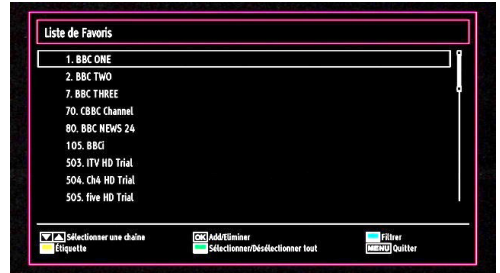 Liste de Favoris
1. BBC ONE
2. BBC TWO
7. BBC THREE
70. CBBC Channel
80. BBC NEWS 24
105. BBCi
503. ITV HD Trial
504. Ch4 HD Trial
505. five HD Trial
Sélectionner une chaîne OK Add/Eliminer Filtrer
Étiquette Sélectionner/Désélectionner tout MENU Quitter